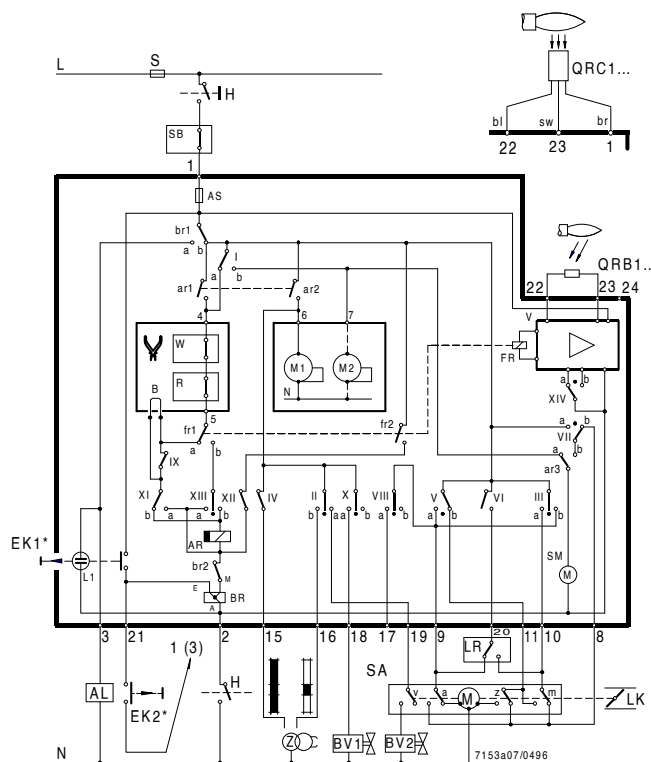 L S
H QRC1...
SB bl sw br
1 22 23 1
AS
br1
a b I QRB1...
a b 22 23 24
ar1 ar2 V
4 6 7
W FR
M1 M2
R
N a b
B 5 XIV
fr1 fr2 a b
a b VII
IX ar3
XI XIII XII IV II X VIII V VI III
b a a b b a a b a b a b
AR
EK1* SM
L1 br2 M
E M
BR
A
3 21 2 15 16 18 17 19 9 20 11 10 8
1 (3) LR
H SA
AL v a M z m LK
EK2*
Z BV1 BV2
N 7153a07/0496